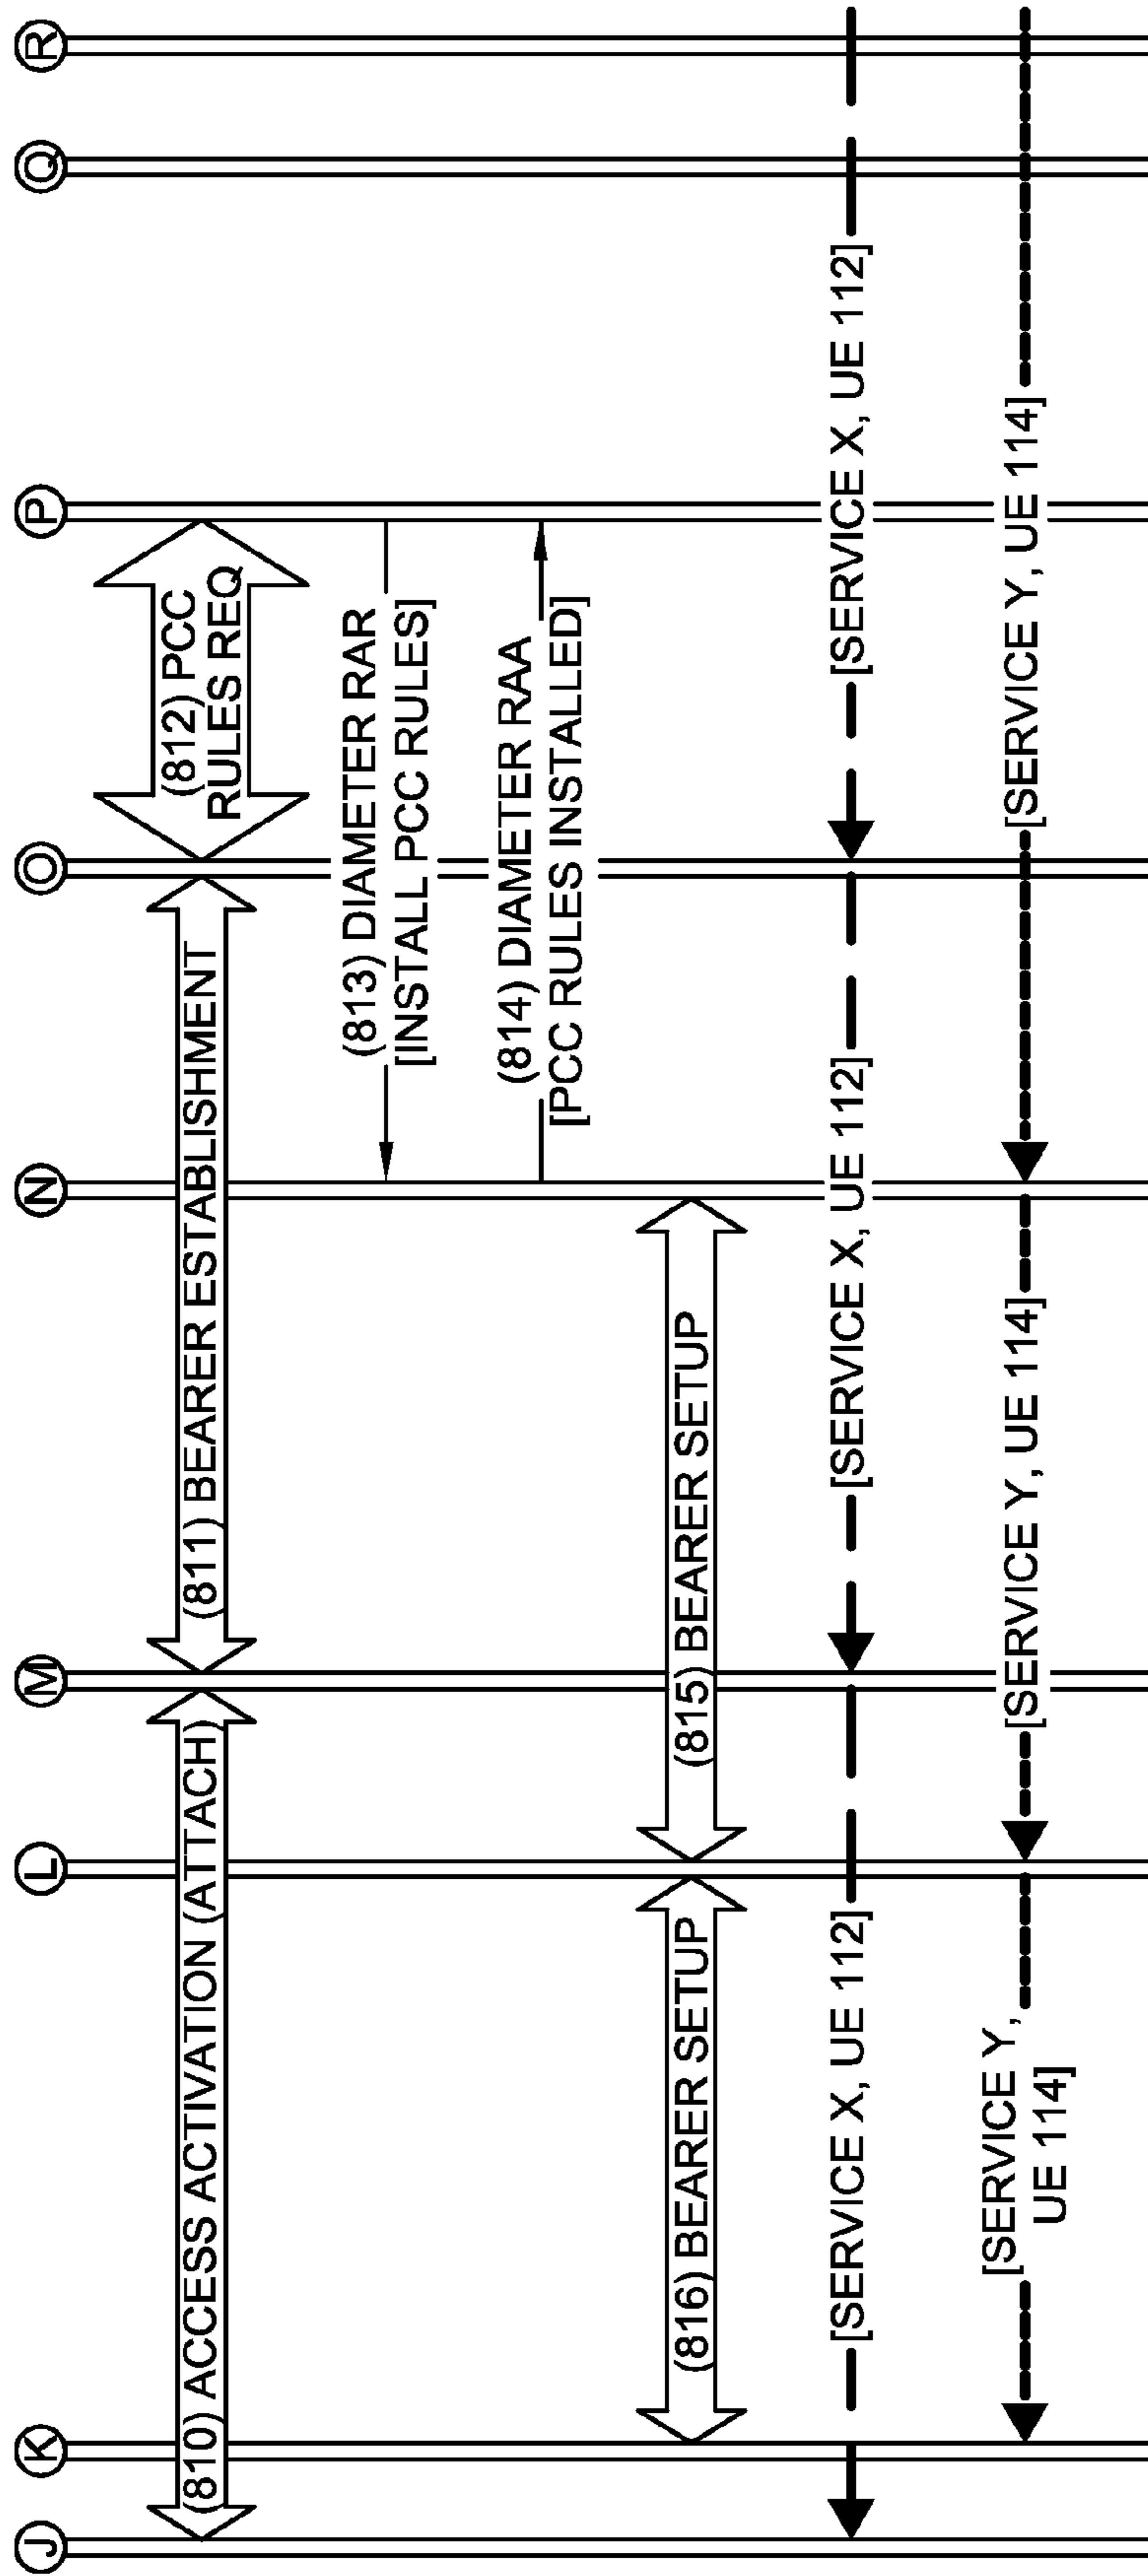 J
K
L
M
N
O
P
Q
R
(810) ACCESS ACTIVATION (ATTACH)
(811) BEARER ESTABLISHMENT
(812) PCC
RULES REQ
(813) DIAMETER RAR
[INSTALL PCC RULES]
(814) DIAMETER RAA
[PCC RULES INSTALLED]
(816) BEARER SETUP
(815) BEARER SETUP
[SERVICE X, UE 112]
[SERVICE X, UE 112]
[SERVICE X, UE 112]
[SERVICE Y,
UE 114]
[SERVICE Y, UE 114]
[SERVICE Y, UE 114]